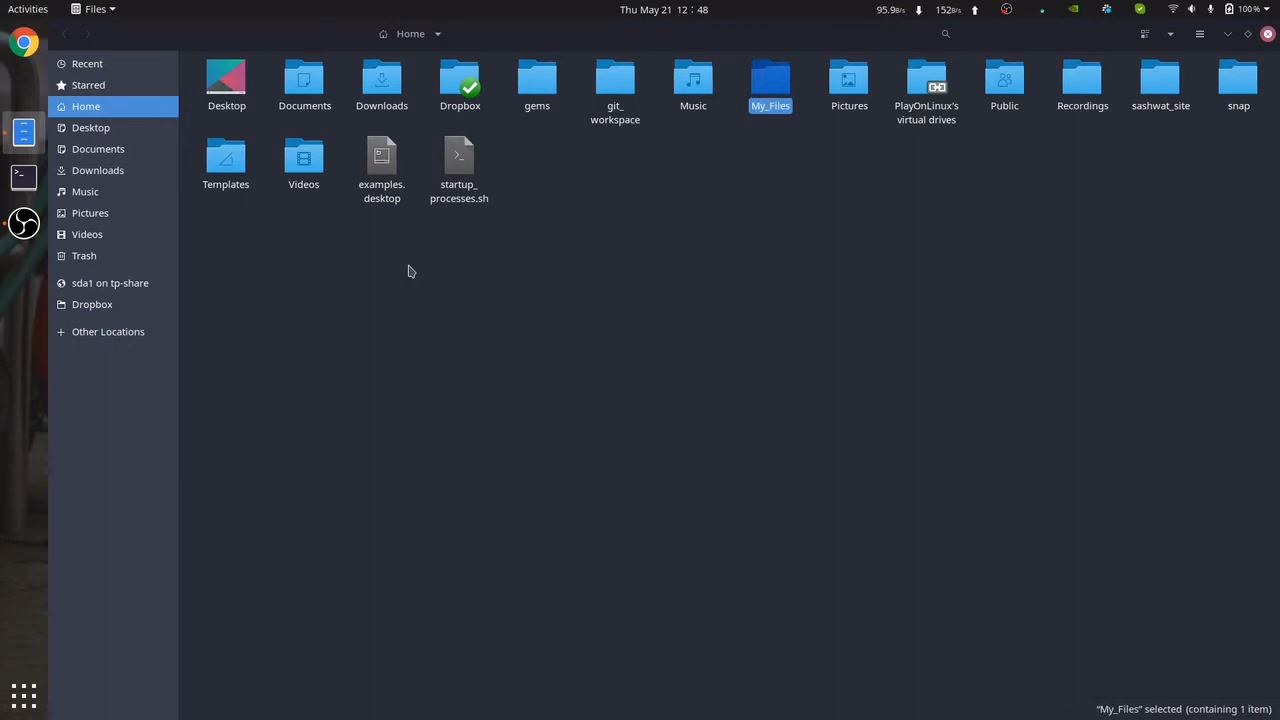 Activities
Files
Thu May 21 12 : 48
95.9B/s
152B/s
100%
Home
Recent
Starred
Home
Desktop
Documents
Downloads
Music
Pictures
Videos
Trash
sda1 on tp-share
Dropbox
Other Locations
Desktop
Documents
Downloads
Dropbox
gems
git_
workspace
Music
My_Files
Pictures
PlayOnLinux's
virtual drives
Public
Recordings
sashwat_site
snap
Templates
Videos
examples.
desktop
startup_
processes.sh
“My_Files” selected (containing 1 item)